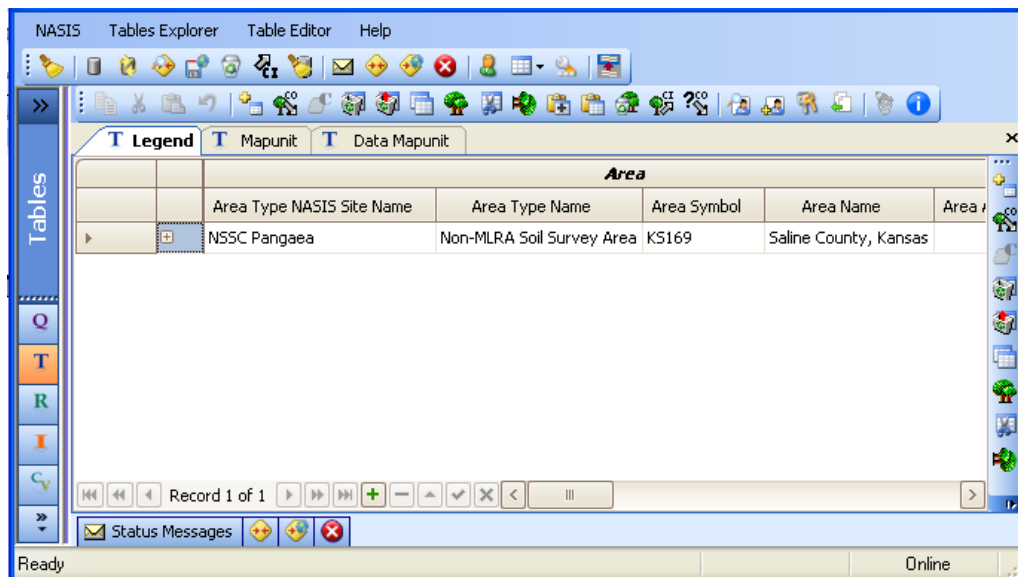 NASIS Tables Explorer Table Editor Help
T Legend T Mapunit T Data Mapunit
Tables
Area
Area Type NASIS Site Name Area Type Name Area Symbol Area Name Area
NSSC Pangaea Non-MLRA Soil Survey Area KS169 Saline County, Kansas
Q
T
R
I
CV
Record 1 of 1
Status Messages
Ready Online